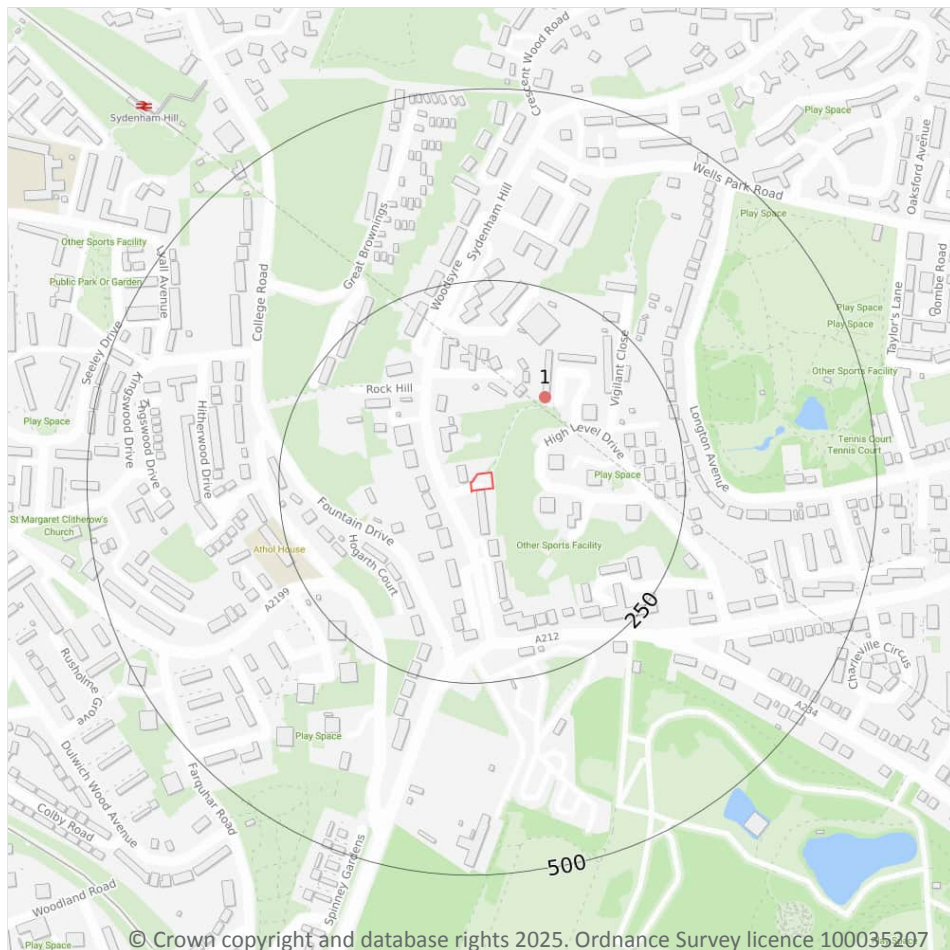 Crescent Wood Road
Sydenham Hill
Play Space
Oaksford Avenue
Wells Park Road
Play Space
Other Sports Facility
Lyall Avenue
Public Park Or Garden
Great Brownings
Sydenham Hill
Woodsyre
College Road
Coombe Road
Play Space
Play Space
Taylor's Lane
Seeley Drive
Vigilant Close
Other Sports Facility
Kingswood Drive
Kingswood Drive
Rock Hill
1
Hitherwood Drive
Play Space
High Level Drive
Longton Avenue
Tennis Court
Tennis Court
Play Space
St Margaret Clitherow's
Church
Fountain Drive
Athol House
Hogarth Court
Other Sports Facility
A2199
250
A212
Charleville Circus
Rusholme Grove
A234
Play Space
Dulwich Wood Avenue
Farquhar Road
Colby Road
Spinney Gardens
500
Woodland Road
Play Space
© Crown copyright and database rights 2025. Ordnance Survey licence 100035207